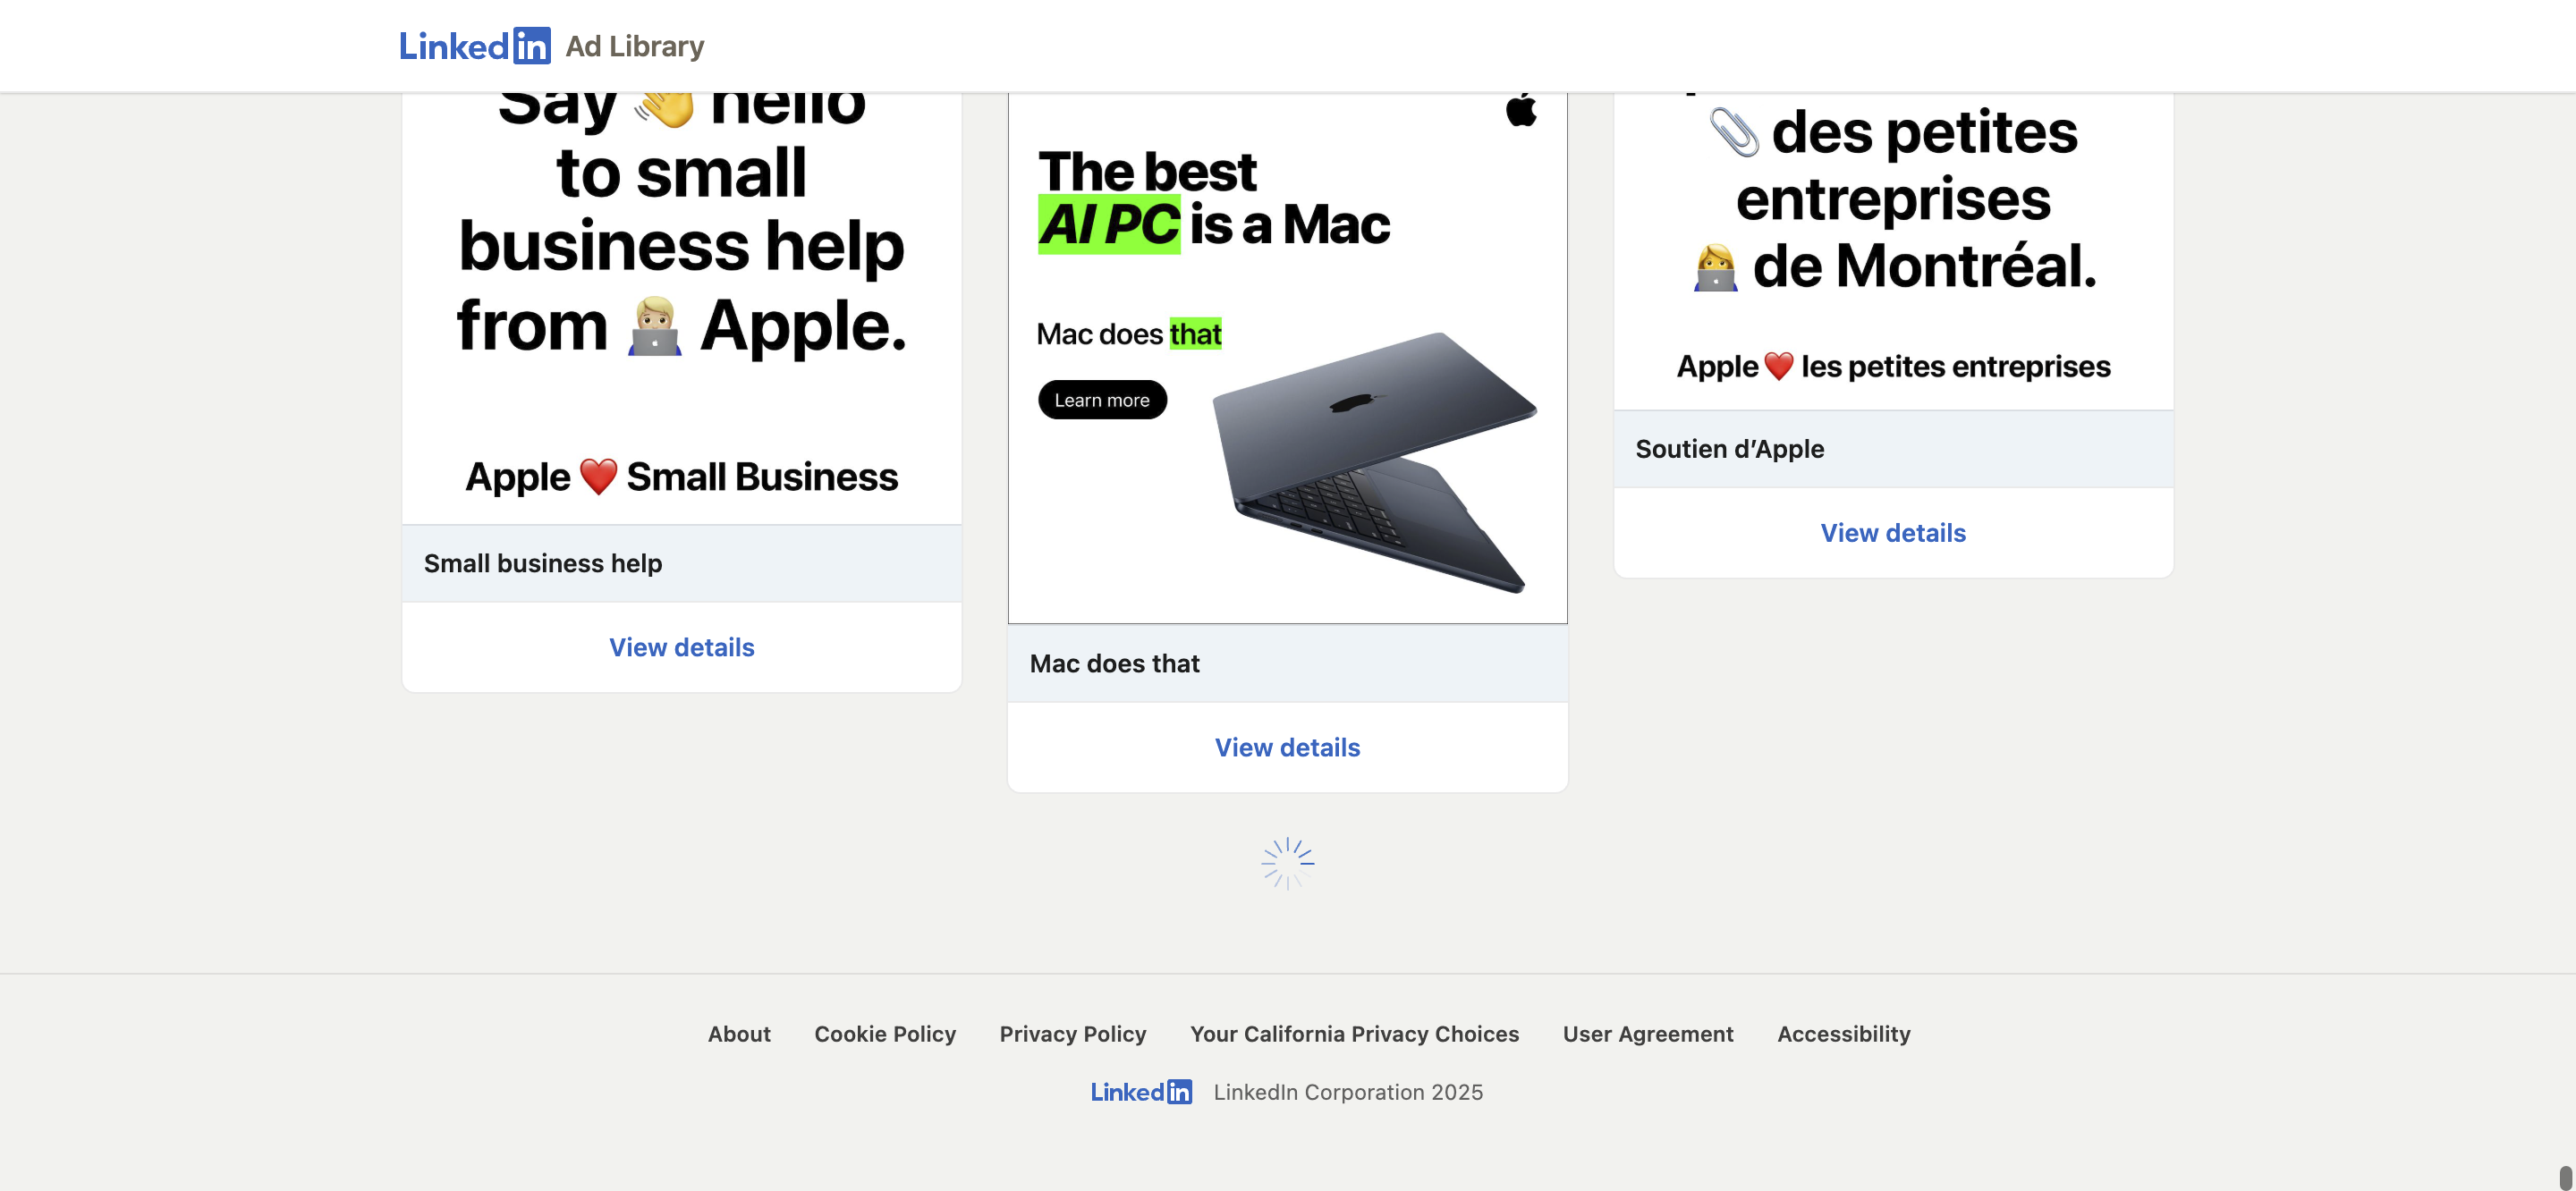 LinkedIn Ad Library
Say 👋 hello
to small
business help
from 🧑🏼‍💻 Apple.
Apple ❤️ Small Business
Small business help
View details
The best
AI PC is a Mac
Mac does that
Learn more
Mac does that
View details
📎 des petites
entreprises
👩‍💻 de Montréal.
Apple ❤️ les petites entreprises
Soutien d’Apple
View details
About Cookie Policy Privacy Policy Your California Privacy Choices User Agreement Accessibility
LinkedIn LinkedIn Corporation 2025